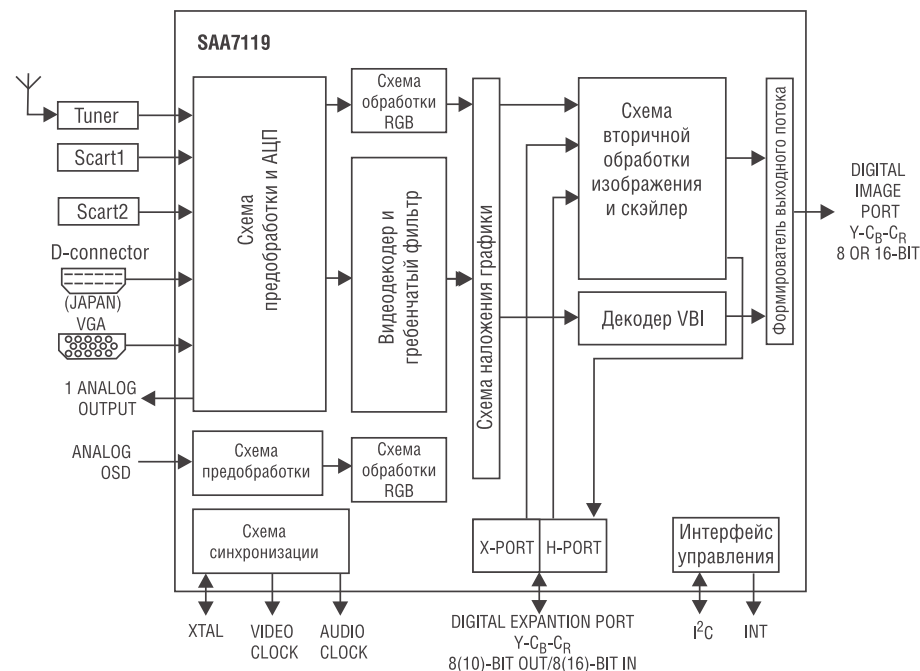 SAA7119
Tuner
Scart1
Scart2
D-connector
(JAPAN)
VGA
1 ANALOG
OUTPUT
ANALOG
OSD
Схема
предобработки и АЦП
Схема
обработки
RGB
Видеодекодер и
гребенчатый фильтр
Схема наложения графики
Схема
вторичной
обработки
изображения
и скэйлер
Декодер VBI
Формирователь выходного потока
DIGITAL
IMAGE
PORT
Y-CB-CR
8 OR 16-BIT
Схема
предобработки
Схема
обработки
RGB
Схема
синхронизации
X-PORT
H-PORT
Интерфейс
управления
XTAL
VIDEO
CLOCK
AUDIO
CLOCK
DIGITAL EXPANTION PORT
Y-CB-CR
8(10)-BIT OUT/8(16)-BIT IN
I²C
INT